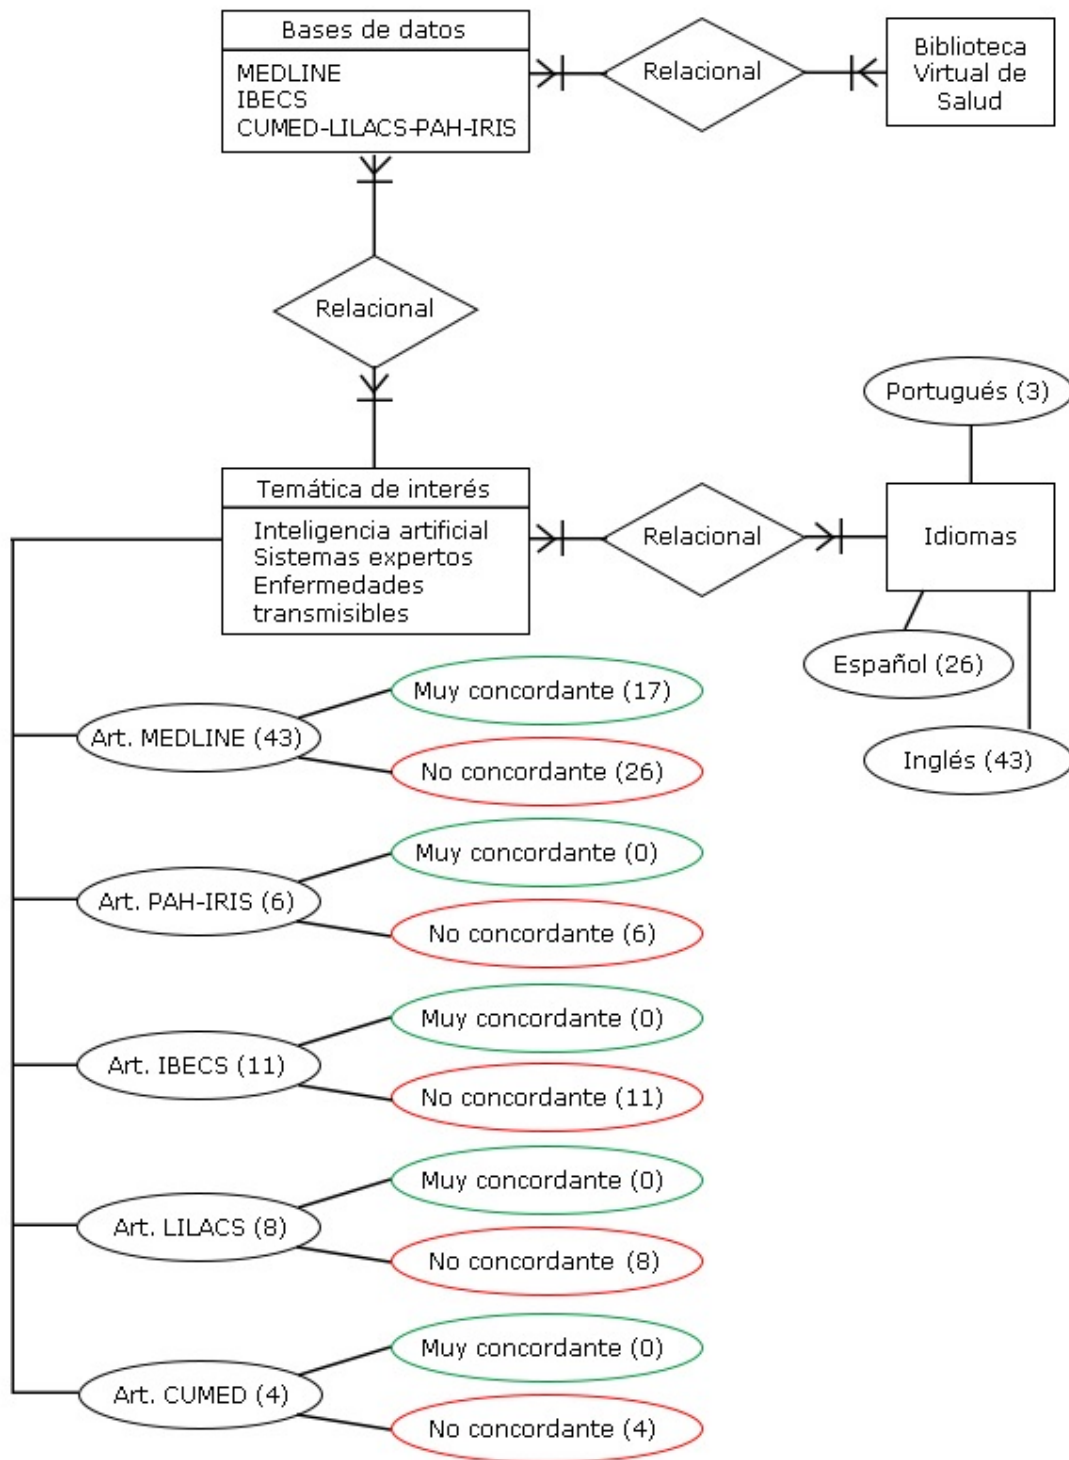 Bases de datos
MEDLINE
IBECS
CUMED-LILACS-PAH-IRIS
Relacional
Biblioteca
Virtual de
Salud
Relacional
Temática de interés
Inteligencia artificial
Sistemas expertos
Enfermedades
transmisibles
Relacional
Portugués (3)
Idiomas
Español (26)
Inglés (43)
Art. MEDLINE (43)
Muy concordante (17)
No concordante (26)
Art. PAH-IRIS (6)
Muy concordante (0)
No concordante (6)
Art. IBECS (11)
Muy concordante (0)
No concordante (11)
Art. LILACS (8)
Muy concordante (0)
No concordante (8)
Art. CUMED (4)
Muy concordante (0)
No concordante (4)